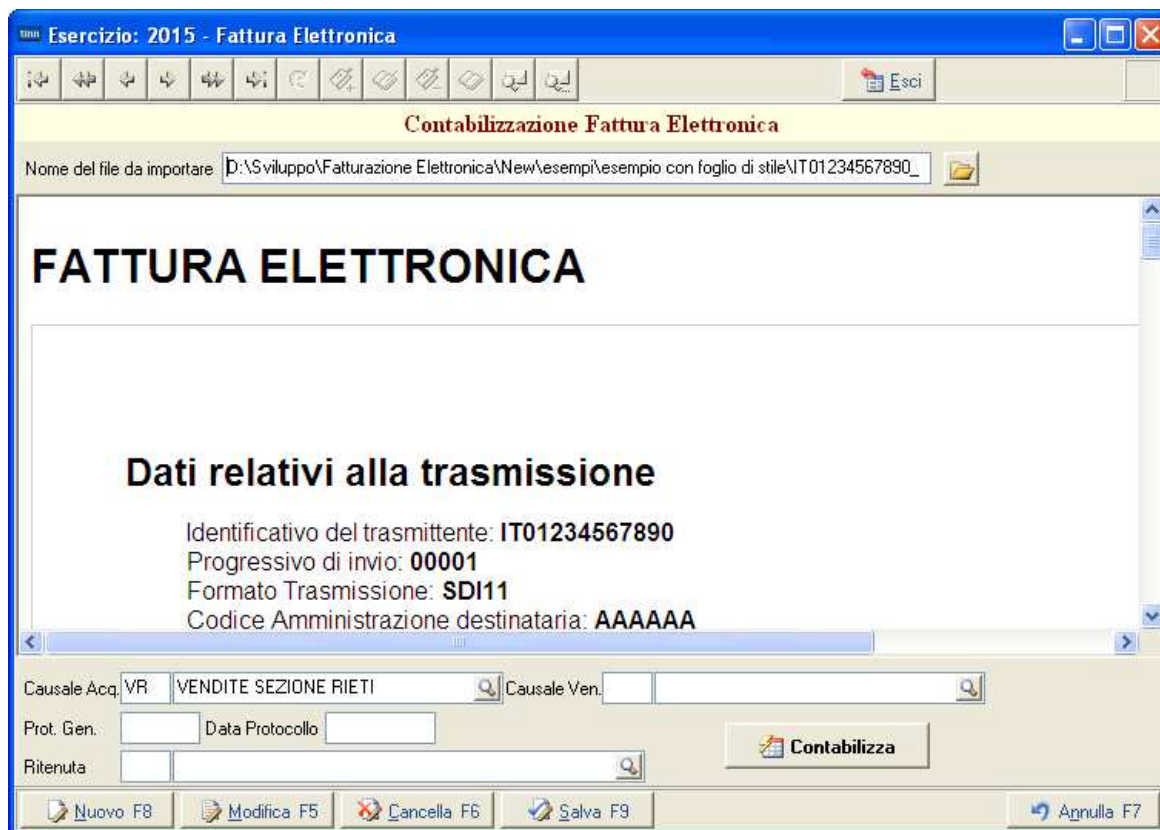 tinn Esercizio: 2015 - Fattura Elettronica
Esci
Contabilizzazione Fattura Elettronica
Nome del file da importare D:\Sviluppo\Fatturazione Elettronica\New\esempi\esempio con foglio di stile\IT01234567890_
FATTURA ELETTRONICA
Dati relativi alla trasmissione
Identificativo del trasmittente: IT01234567890
Progressivo di invio: 00001
Formato Trasmissione: SDI11
Codice Amministrazione destinataria: AAAAAA
Causale Acq. VR VENDITE SEZIONE RIETI Causale Ven.
Prot. Gen. Data Protocollo
Contabilizza
Ritenuta
Nuovo F8 Modifica F5 Cancella F6 Salva F9 Annulla F7